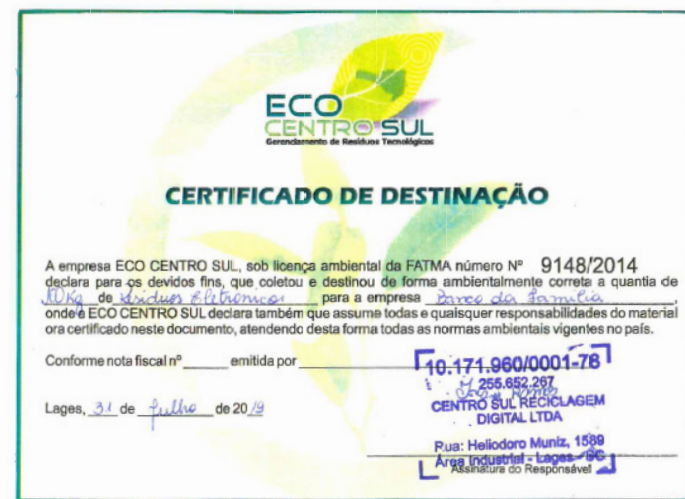 ECO
CENTRO SUL
Gerenciamento de Resíduos Tecnológicos
CERTIFICADO DE DESTINAÇÃO
A empresa ECO CENTRO SUL, sob licença ambiental da FATMA número Nº 9148/2014
declara para os devidos fins, que coletou e destinou de forma ambientalmente correta a quantia de
Kg de Resíduos Eletrônicos para a empresa Banco da Família,
onde a ECO CENTRO SUL declara também que assume todas e quaisquer responsabilidades do material
ora certificado neste documento, atendendo desta forma todas as normas ambientais vigentes no país.
Conforme nota fiscal nº ______ emitida por
10.171.960/0001-78
255.652.267
CENTRO SUL RECICLAGEM
DIGITAL LTDA
Lages, 31 de Julho de 2019
Rua: Heliodoro Muniz, 1589
Área Industrial - Lages - SC
Assinatura do Responsável